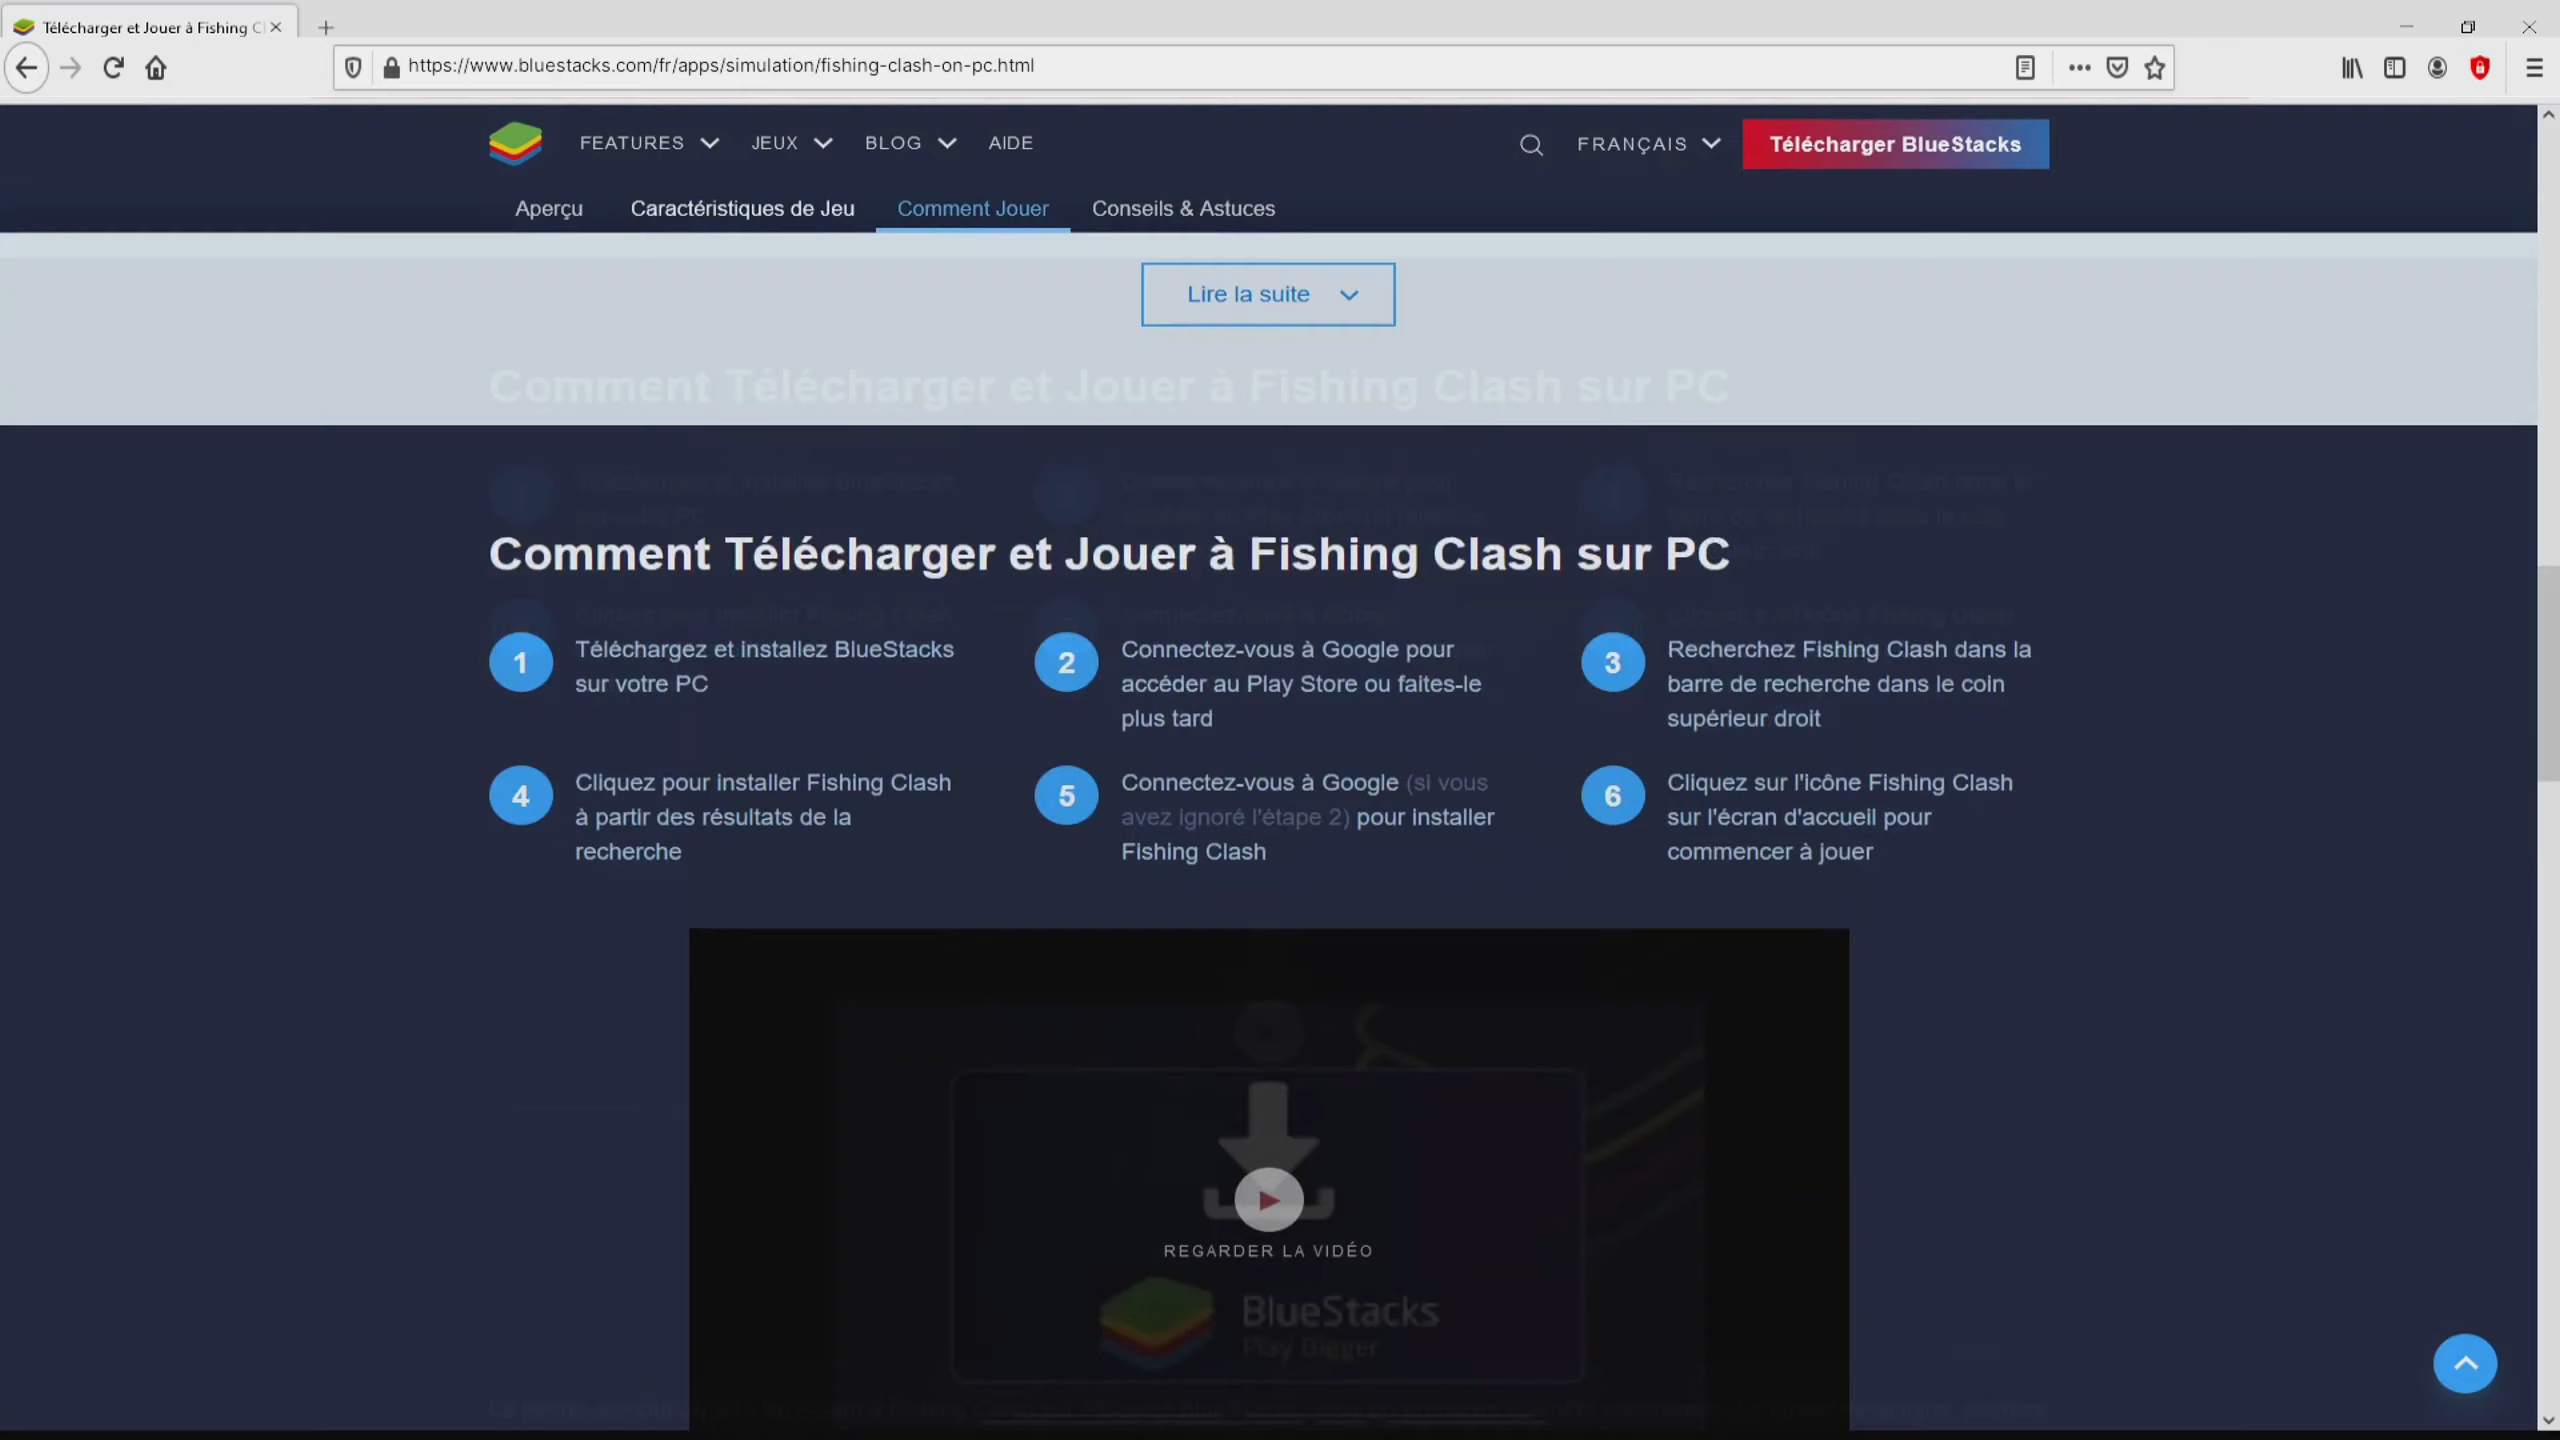 Télécharger et Jouer à Fishing Cl
https://www.bluestacks.com/fr/apps/simulation/fishing-clash-on-pc.html
FEATURES JEUX BLOG AIDE
FRANÇAIS Télécharger BlueStacks
Aperçu Caractéristiques de Jeu Comment Jouer Conseils & Astuces
Lire la suite
Comment Télécharger et Jouer à Fishing Clash sur PC
Comment Télécharger et Jouer à Fishing Clash sur PC
1 Téléchargez et installez BlueStacks
sur votre PC
2 Connectez-vous à Google pour
accéder au Play Store ou faites-le
plus tard
3 Recherchez Fishing Clash dans la
barre de recherche dans le coin
supérieur droit
4 Cliquez pour installer Fishing Clash
à partir des résultats de la
recherche
5 Connectez-vous à Google (si vous
avez ignoré l'étape 2) pour installer
Fishing Clash
6 Cliquez sur l'icône Fishing Clash
sur l'écran d'accueil pour
commencer à jouer
REGARDER LA VIDÉO
BlueStacks
Play Bigger